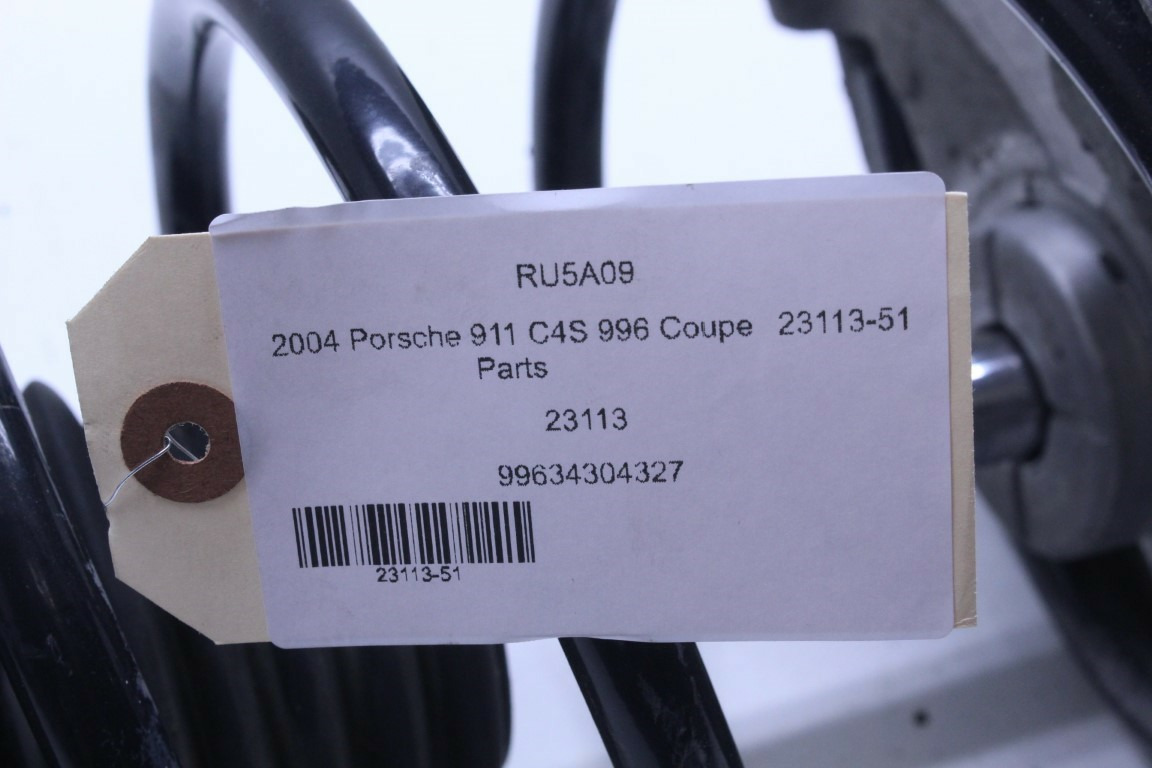 RU5A09
2004 Porsche 911 C4S 996 Coupe 23113-51
Parts
23113
99634304327
23113-51